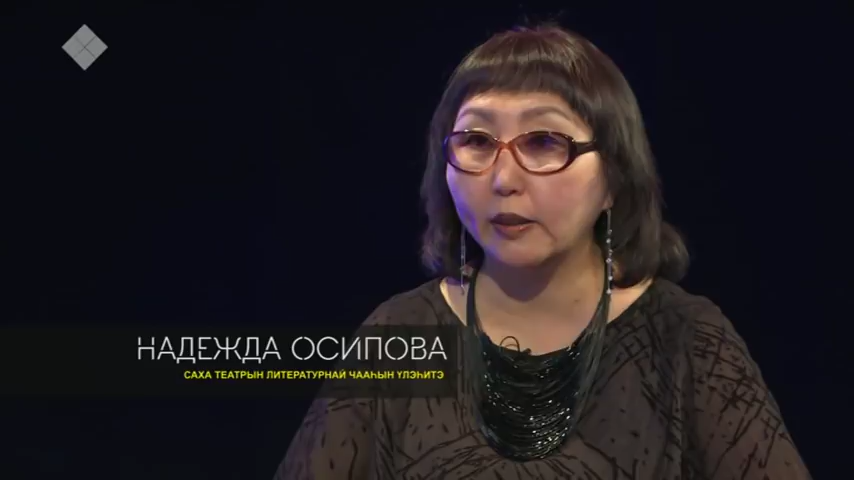 НАДЕЖДА ОСИПОВА
САХА ТЕАТРЫН ЛИТЕРАТУРНАЙ ЧААҺЫН ҮЛЭҺИТЭ